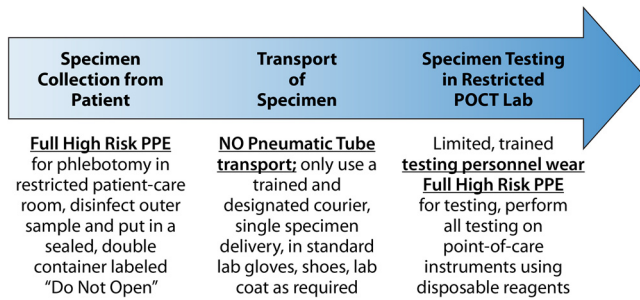 Specimen
Collection from
Patient
Transport
of
Specimen
Specimen Testing
in Restricted
POCT Lab
Full High Risk PPE
for phlebotomy in
restricted patient-care
room, disinfect outer
sample and put in a
sealed, double
container labeled
“Do Not Open”
NO Pneumatic Tube
transport; only use a
trained and
designated courier,
single specimen
delivery, in standard
lab gloves, shoes, lab
coat as required
Limited, trained
testing personnel wear
Full High Risk PPE
for testing, perform
all testing on
point-of-care
instruments using
disposable reagents